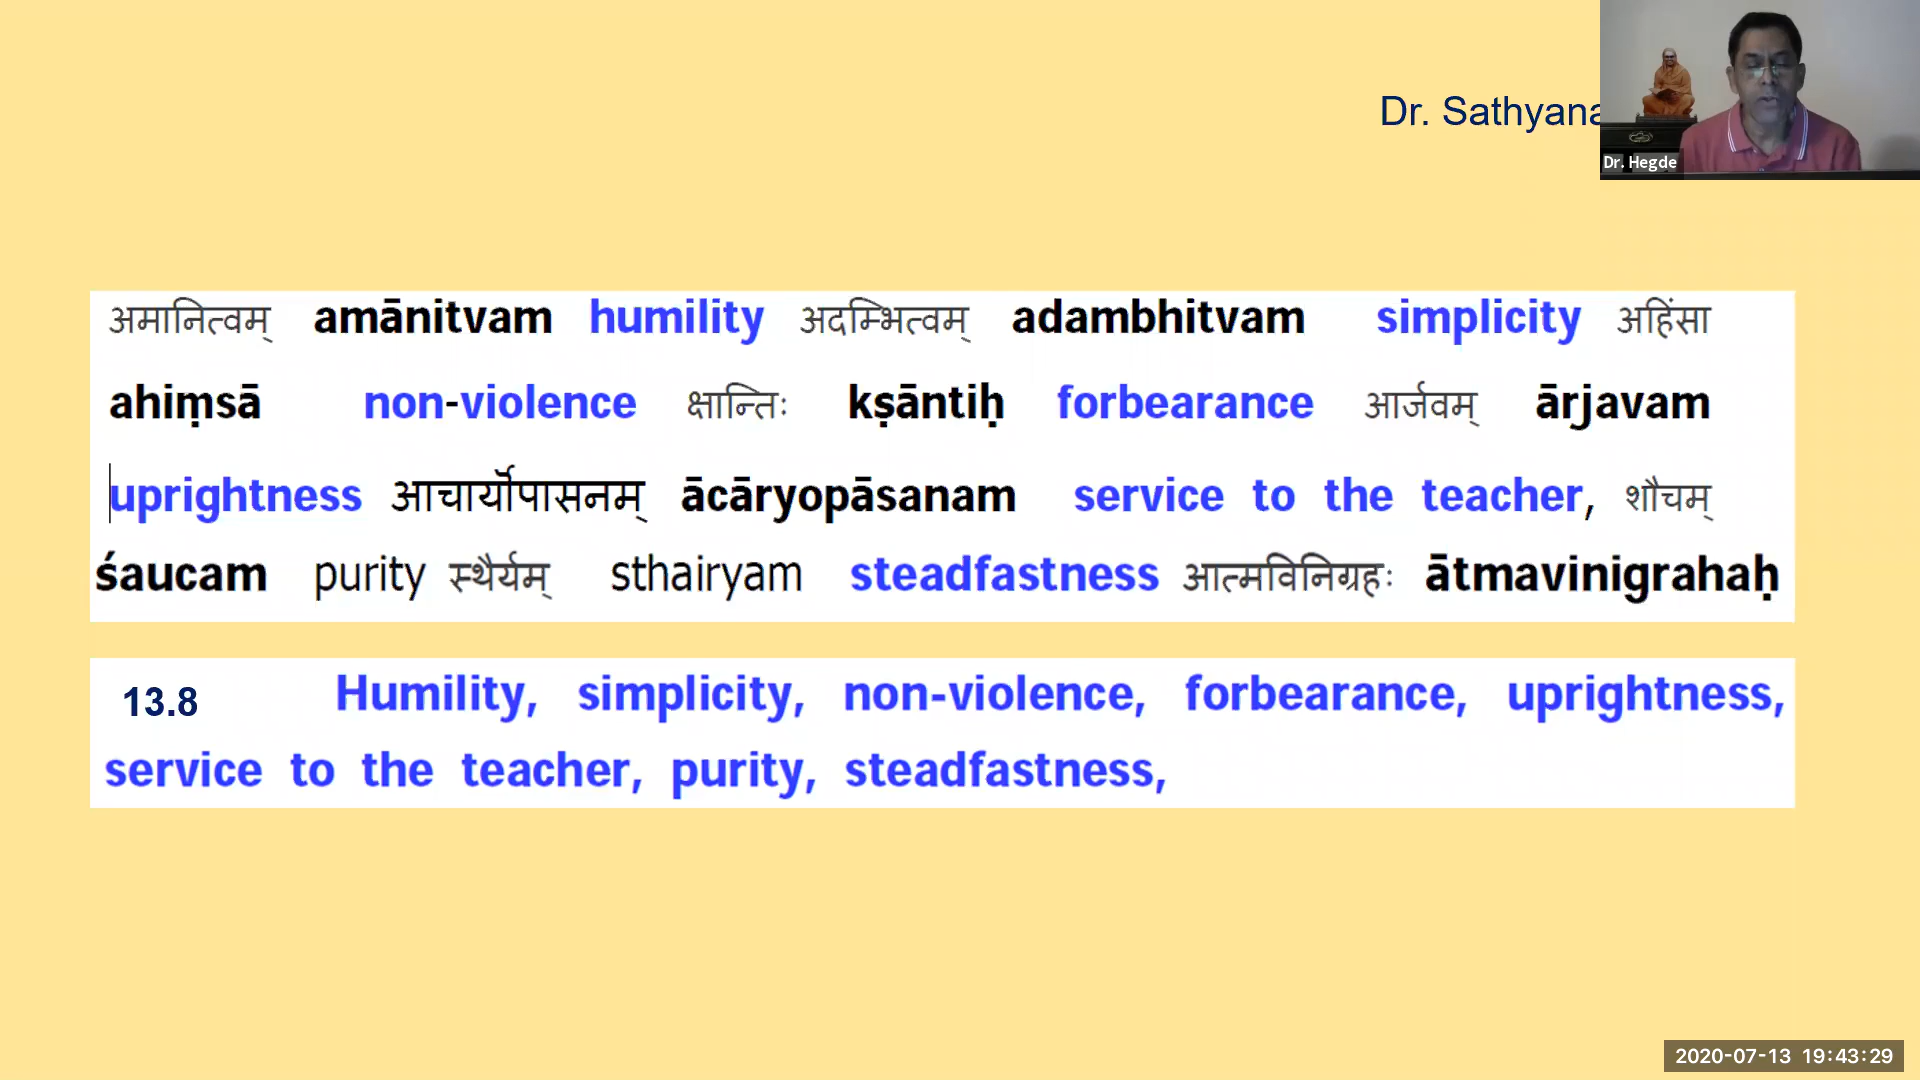 Dr. Sathyana
Dr. Hegde
अमानित्वम् amānitvam humility अदम्भित्वम् adambhitvam simplicity अहिंसा
ahiṃsā non-violence क्षान्तिः kṣāntiḥ forbearance आर्जवम् ārjavam
uprightness आचार्योपासनम् ācāryopāsanam service to the teacher, शौचम्
śaucam purity स्थैर्यम् sthairyam steadfastness आत्मविनिग्रहः ātmavinigrahaḥ
13.8 Humility, simplicity, non-violence, forbearance, uprightness,
service to the teacher, purity, steadfastness,
2020-07-13 19:43:29